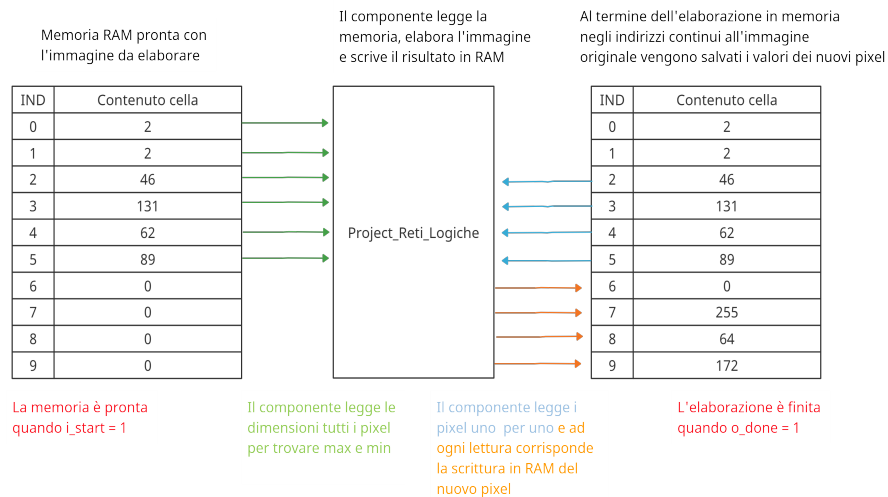 Memoria RAM pronta con
l'immagine da elaborare
Il componente legge la
memoria, elabora l'immagine
e scrive il risultato in RAM
Al termine dell'elaborazione in memoria
negli indirizzi continui all'immagine
originale vengono salvati i valori dei nuovi pixel
IND Contenuto cella
0 2
1 2
2 46
3 131
4 62
5 89
6 0
7 0
8 0
9 0
Project_Reti_Logiche
IND Contenuto cella
0 2
1 2
2 46
3 131
4 62
5 89
6 0
7 255
8 64
9 172
La memoria è pronta
quando i_start = 1
Il componente legge le
dimensioni tutti i pixel
per trovare max e min
Il componente legge i
pixel uno per uno e ad
ogni lettura corrisponde
la scrittura in RAM del
nuovo pixel
L'elaborazione è finita
quando o_done = 1